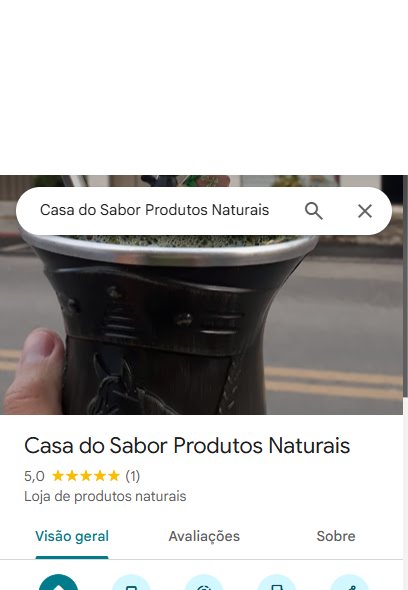 Casa do Sabor Produtos Naturais
Casa do Sabor Produtos Naturais
5,0 (1)
Loja de produtos naturais
Visão geral Avaliações Sobre